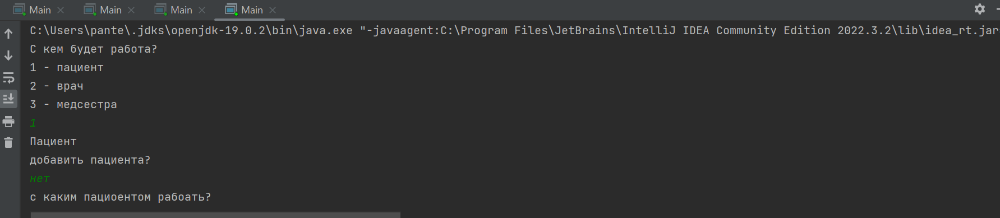 Main Main Main Main
C:\Users\pante\.jdks\openjdk-19.0.2\bin\java.exe "-javaagent:C:\Program Files\JetBrains\IntelliJ IDEA Community Edition 2022.3.2\lib\idea_rt.jar
С кем будет работа?
1 - пациент
2 - врач
3 - медсестра
1
Пациент
добавить пациента?
нет
с каким пациоентом рабоать?